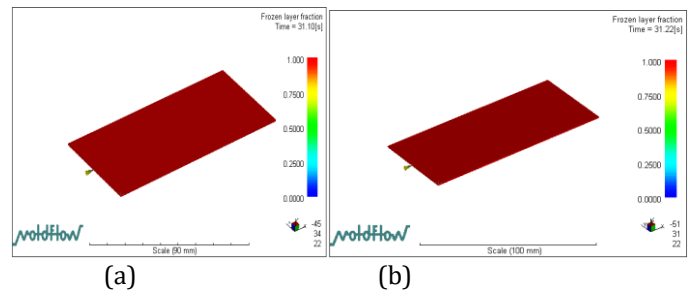 Frozen layer fraction
Time = 31.10[s]
1.000
0.7500
0.5000
0.2500
0.0000
moldflow
Scale (90 mm)
-45
34
22
(a)
Frozen layer fraction
Time = 31.22[s]
1.000
0.7500
0.5000
0.2500
0.0000
moldflow
Scale (100 mm)
-51
31
22
(b)